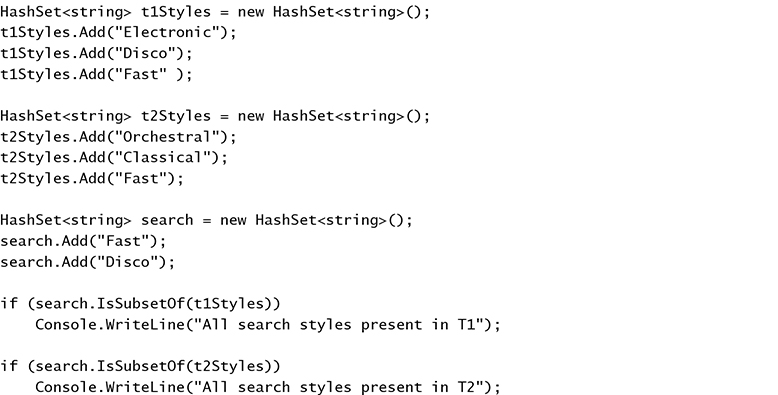 HashSet<string> t1Styles = new HashSet<string>();
t1Styles.Add("Electronic");
t1Styles.Add("Disco");
t1Styles.Add("Fast" );

HashSet<string> t2Styles = new HashSet<string>();
t2Styles.Add("Orchestral");
t2Styles.Add("Classical");
t2Styles.Add("Fast");

HashSet<string> search = new HashSet<string>();
search.Add("Fast");
search.Add("Disco");

if (search.IsSubsetOf(t1Styles))
    Console.WriteLine("All search styles present in T1");

if (search.IsSubsetOf(t2Styles))
    Console.WriteLine("All search styles present in T2");